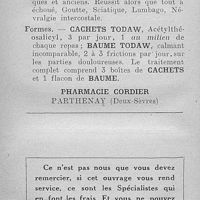 ques et anciens. Réussit alors que tout a
échoué, Goutte, Sciatique, Lumbago, Né-
vralgie intercostale.
Formes. — CACHETS TODAW, Acétylthé-
osalicyl, 3 par jour, 1 au milieu de
chaque repas; BAUME TODAW, calmant
incomparable, 2 à 3 frictions par jour, sur les
parties douloureuses. Le traitement
complet comprend 3 boîtes de CACHETS
et 1 flacon de BAUME.
PHARMACIE CORDIER
PARTHENAY (Deux-Sèvres)
Ce n'est pas nous que vous devez
remercier, si cet ouvrage vous rend
service, ce sont les Spécialistes qui
en font les frais. Et vous ne pouvez